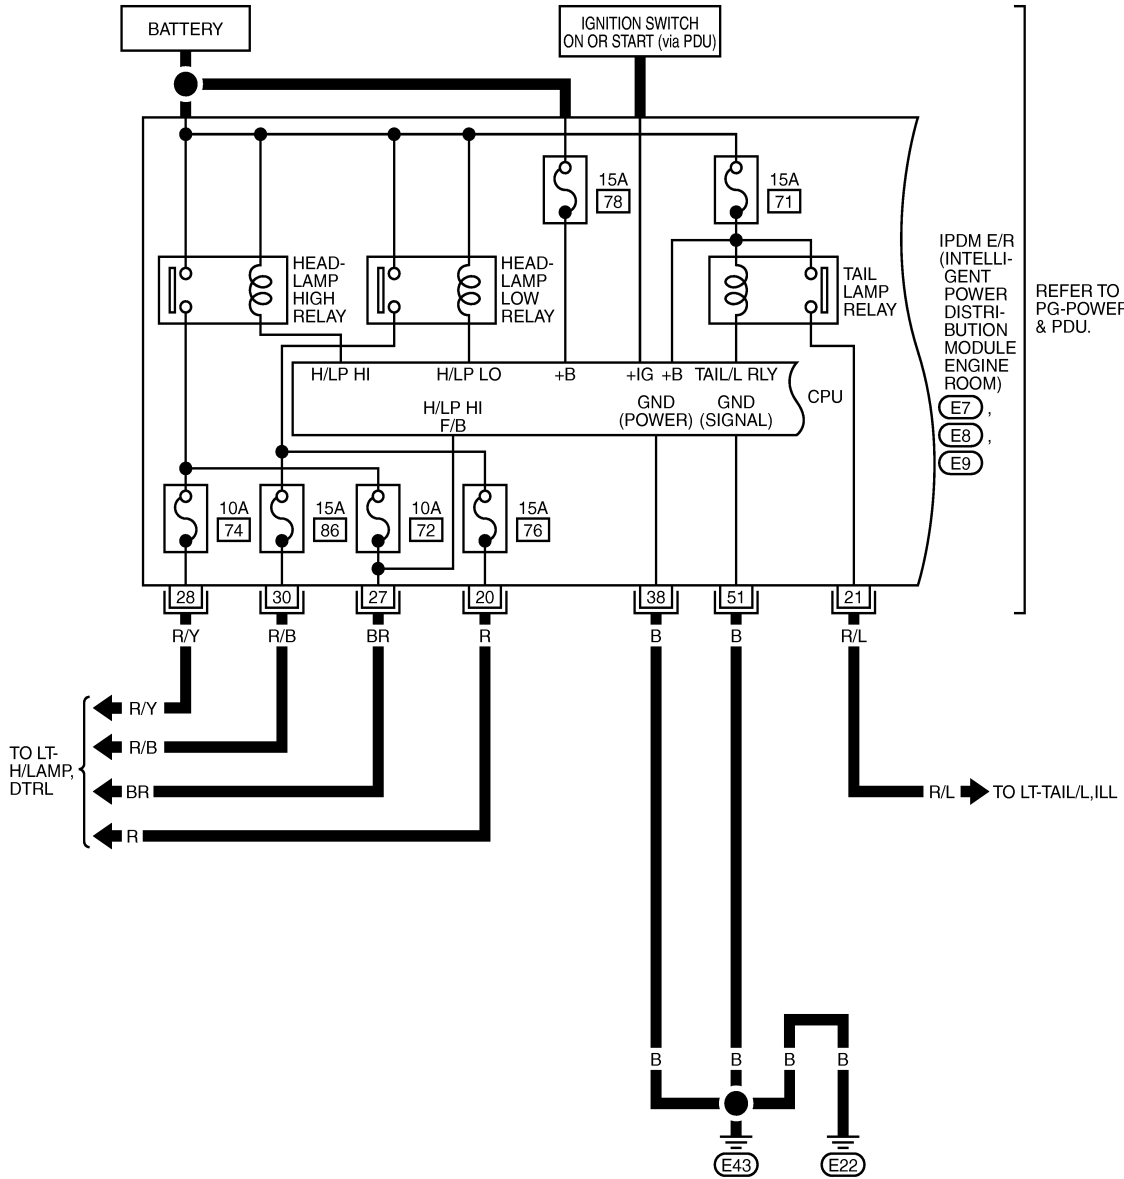 BATTERY
IGNITION SWITCH
ON OR START (via PDU)
15A
78
15A
71
HEAD-
LAMP
HIGH
RELAY
HEAD-
LAMP
LOW
RELAY
TAIL
LAMP
RELAY
IPDM E/R
(INTELLI-
GENT
POWER
DISTRI-
BUTION
MODULE
ENGINE
ROOM)
E7 ,
E8 ,
E9
REFER TO
PG-POWER
& PDU.
H/LP HI
H/LP LO
+B
+IG
+B
TAIL/L RLY
CPU
H/LP HI
F/B
GND
(POWER)
GND
(SIGNAL)
10A
74
15A
86
10A
72
15A
76
28
30
27
20
38
51
21
R/Y
R/B
BR
R
B
B
R/L
R/Y
R/B
BR
R
TO LT-
H/LAMP,
DTRL
R/L
TO LT-TAIL/L,ILL
B
B
B
B
E43
E22